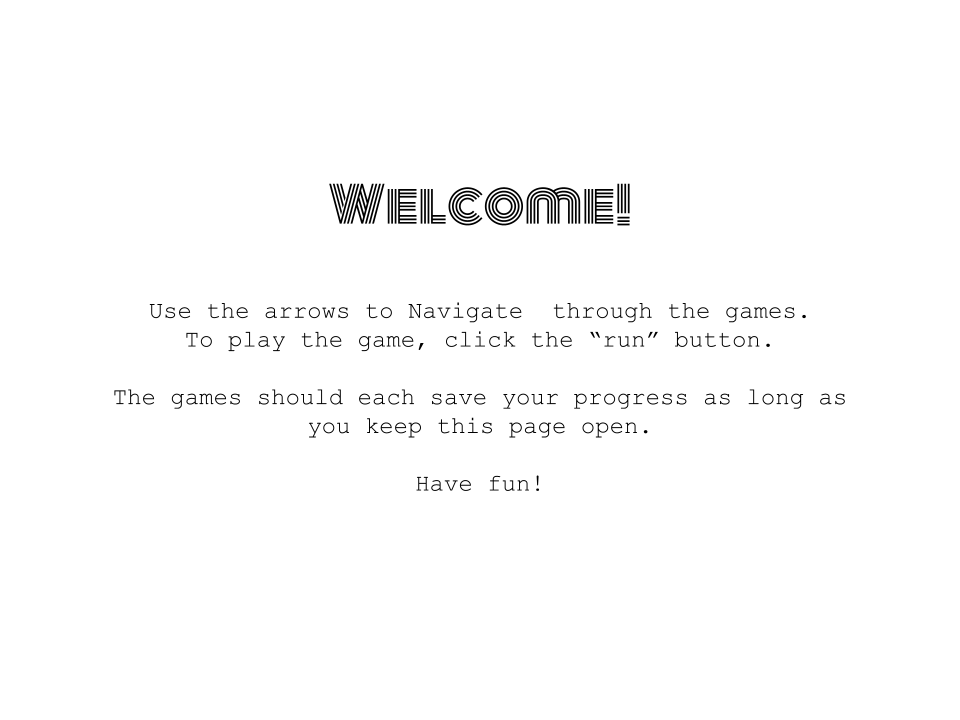 Welcome!
Use the arrows to Navigate  through the games.
To play the game, click the “run” button.
The games should each save your progress as long as
you keep this page open.
Have fun!